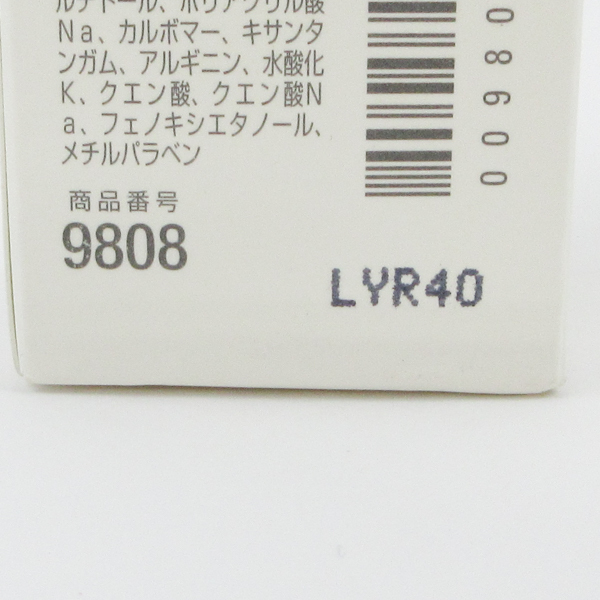 Na、カルボマー、キサンタ
ンガム、アルギニン、水酸化
K、クエン酸、クエン酸N
a、フェノキシエタノール、
メチルパラベン
商品番号
9808
LYR40
08600